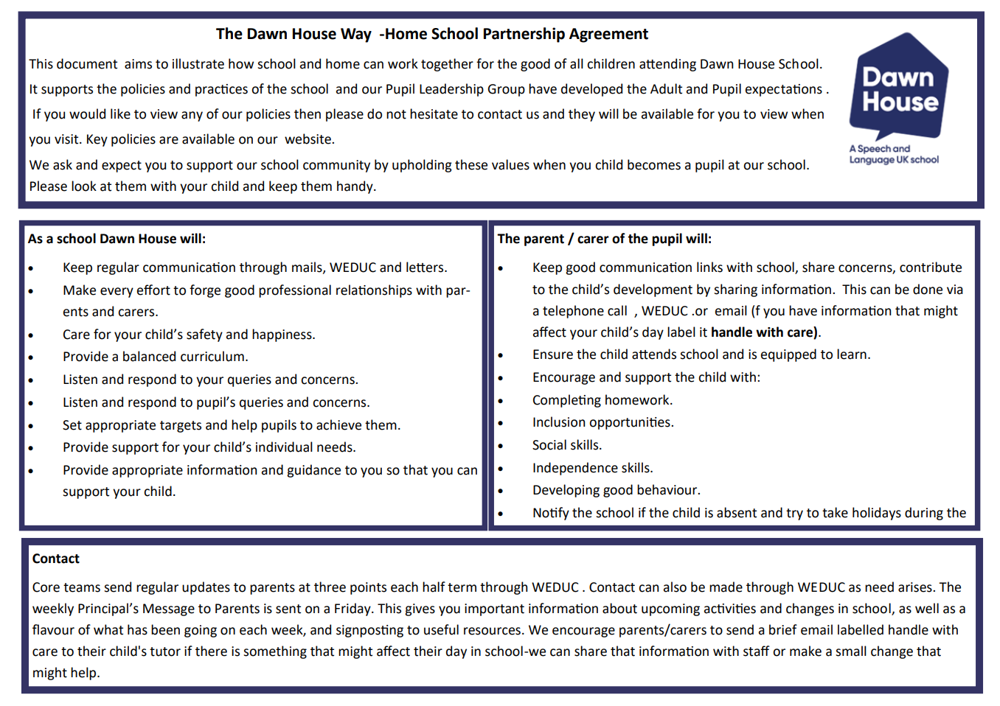 The Dawn House Way  -Home School Partnership Agreement
This document  aims to illustrate how school and home can work together for the good of all children attending Dawn House School.
It supports the policies and practices of the school  and our Pupil Leadership Group have developed the Adult and Pupil expectations .
If you would like to view any of our policies then please do not hesitate to contact us and they will be available for you to view when
you visit. Key policies are available on our  website.
We ask and expect you to support our school community by upholding these values when you child becomes a pupil at our school.
Please look at them with your child and keep them handy.
Dawn
House
A Speech and
Language UK school
As a school Dawn House will:
• Keep regular communication through mails, WEDUC and letters.
• Make every effort to forge good professional relationships with par-
ents and carers.
• Care for your child’s safety and happiness.
• Provide a balanced curriculum.
• Listen and respond to your queries and concerns.
• Listen and respond to pupil’s queries and concerns.
• Set appropriate targets and help pupils to achieve them.
• Provide support for your child’s individual needs.
• Provide appropriate information and guidance to you so that you can
support your child.
The parent / carer of the pupil will:
• Keep good communication links with school, share concerns, contribute
to the child’s development by sharing information.  This can be done via
a telephone call  , WEDUC .or  email (f you have information that might
affect your child’s day label it handle with care).
• Ensure the child attends school and is equipped to learn.
• Encourage and support the child with:
• Completing homework.
• Inclusion opportunities.
• Social skills.
• Independence skills.
• Developing good behaviour.
• Notify the school if the child is absent and try to take holidays during the
Contact
Core teams send regular updates to parents at three points each half term through WEDUC . Contact can also be made through WEDUC as need arises. The
weekly Principal’s Message to Parents is sent on a Friday. This gives you important information about upcoming activities and changes in school, as well as a
flavour of what has been going on each week, and signposting to useful resources. We encourage parents/carers to send a brief email labelled handle with
care to their child's tutor if there is something that might affect their day in school-we can share that information with staff or make a small change that
might help.